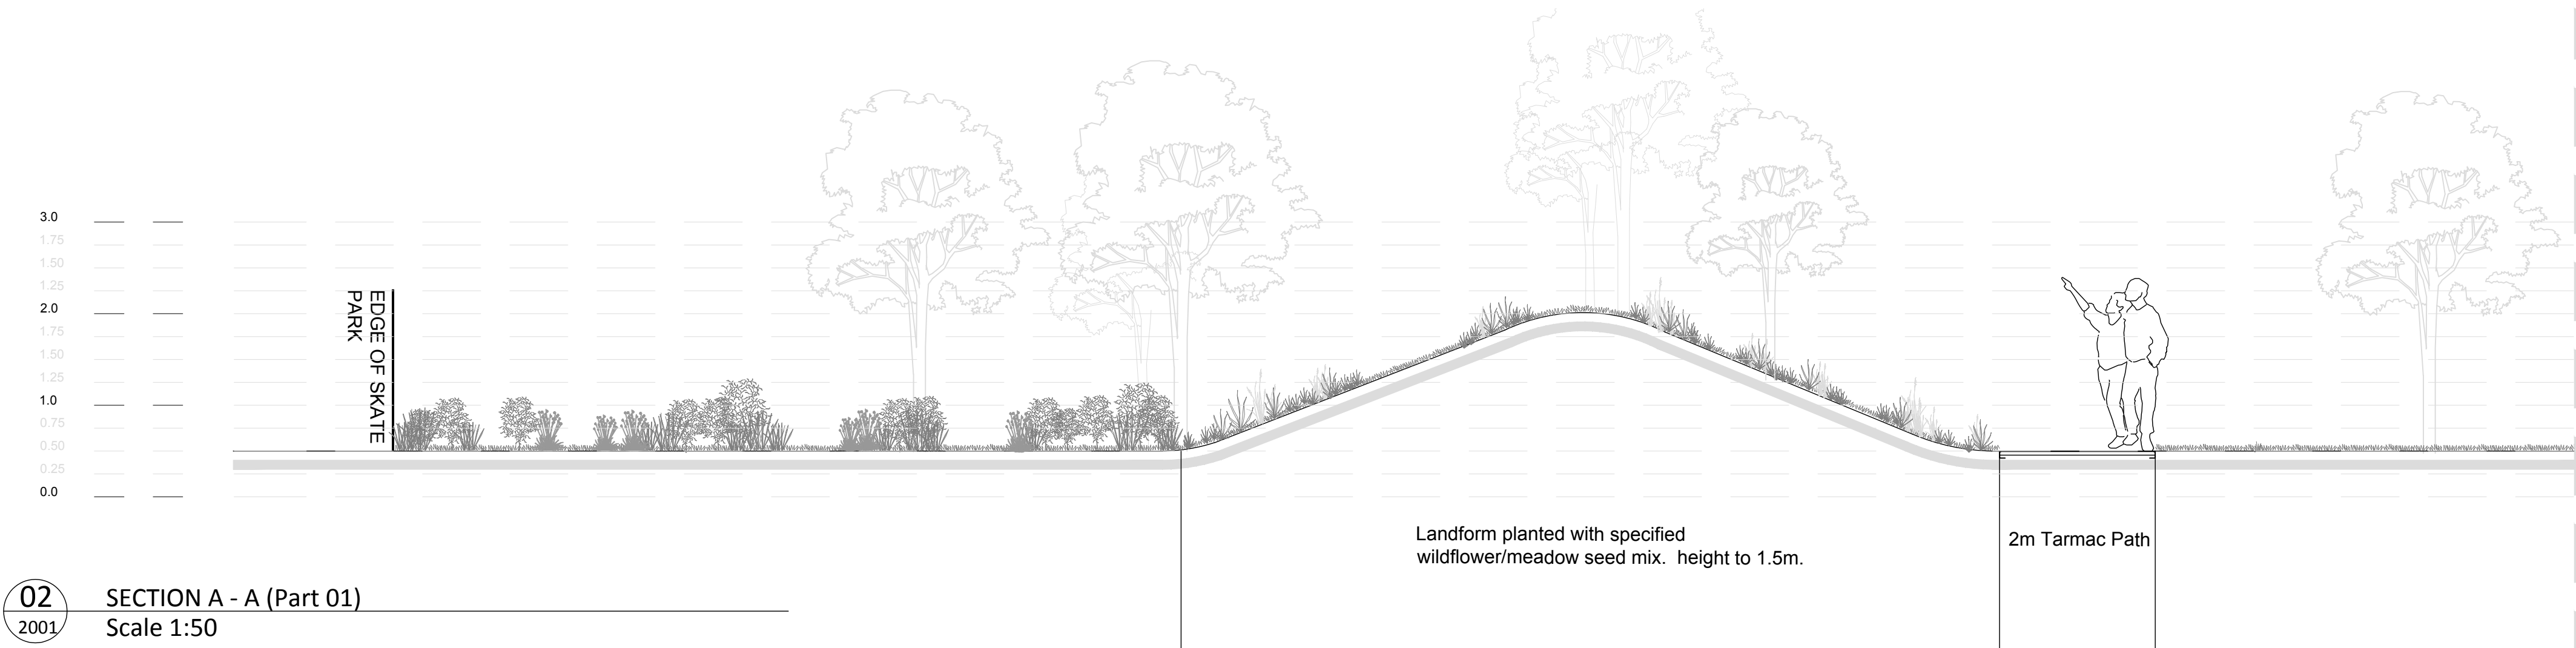 3.0
1.75
1.50
1.25
2.0
1.75
1.50
1.25
1.0
0.75
0.50
0.25
0.0
EDGE OF SKATE
PARK
Landform planted with specified
wildflower/meadow seed mix.  height to 1.5m.
2m Tarmac Path
02
2001
SECTION A - A (Part 01)
Scale 1:50